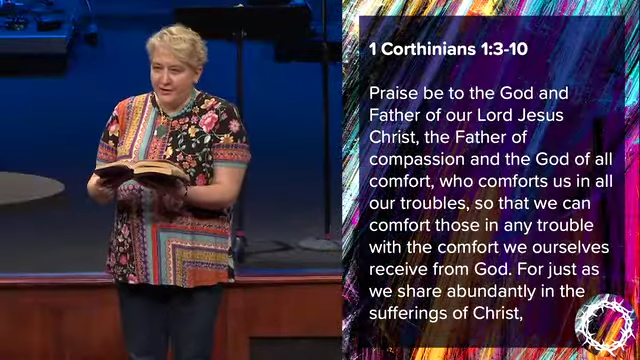 1 Corthinians 1:3-10
Praise be to the God and
Father of our Lord Jesus
Christ, the Father of
compassion and the God of all
comfort, who comforts us in all
our troubles, so that we can
comfort those in any trouble
with the comfort we ourselves
receive from God. For just as
we share abundantly in the
sufferings of Christ,